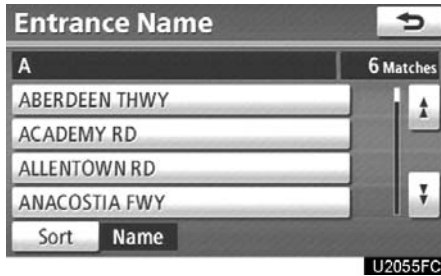 Entrance Name
A 6 Matches
ABERDEEN THWY
ACADEMY RD
ALLENTOWN RD
ANACOSTIA FWY
Sort Name
U2055FC